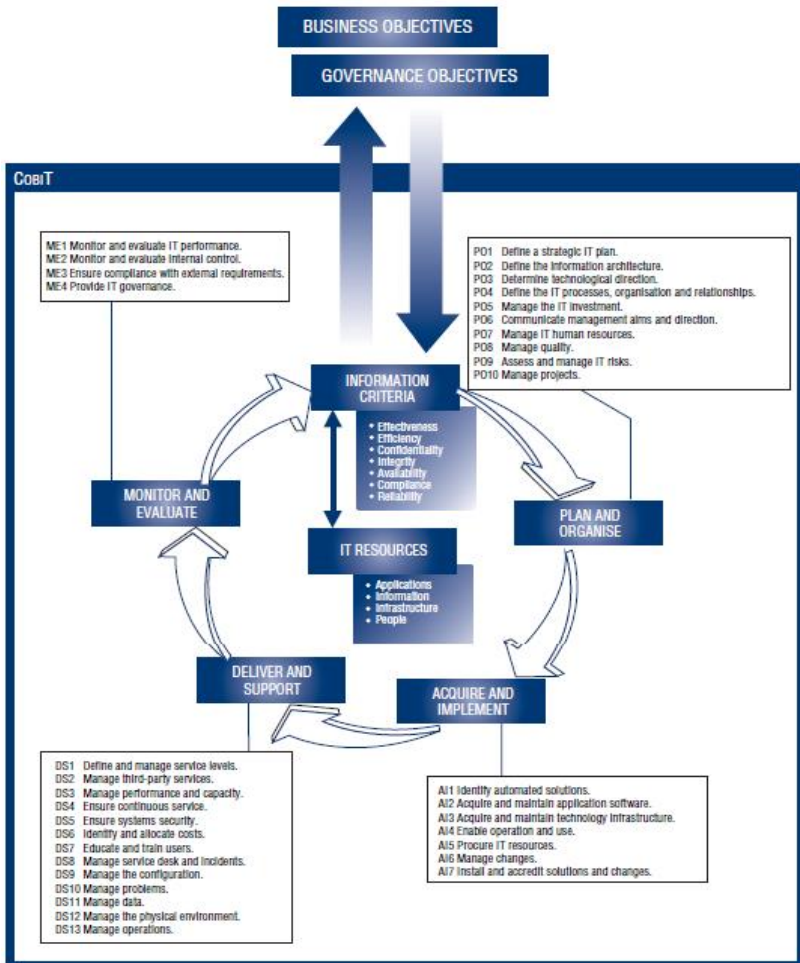 BUSINESS OBJECTIVES
GOVERNANCE OBJECTIVES
COBIT
ME1 Monitor and evaluate IT performance.
ME2 Monitor and evaluate internal control.
ME3 Ensure compliance with external requirements.
ME4 Provide IT governance.
PO1 Define a strategic IT plan.
PO2 Define the information architecture.
PO3 Determine technological direction.
PO4 Define the IT processes, organisation and relationships.
PO5 Manage the IT investment.
PO6 Communicate management aims and direction.
PO7 Manage IT human resources.
PO8 Manage quality.
PO9 Assess and manage IT risks.
PO10 Manage projects.
INFORMATION
CRITERIA
• Effectiveness
• Efficiency
• Confidentiality
• Integrity
• Availability
• Compliance
• Reliability
MONITOR AND
EVALUATE
PLAN AND
ORGANISE
IT RESOURCES
• Applications
• Information
• Infrastructure
• People
DELIVER AND
SUPPORT
ACQUIRE AND
IMPLEMENT
DS1 Define and manage service levels.
DS2 Manage third-party services.
DS3 Manage performance and capacity.
DS4 Ensure continuous service.
DS5 Ensure systems security.
DS6 Identify and allocate costs.
DS7 Educate and train users.
DS8 Manage service desk and incidents.
DS9 Manage the configuration.
DS10 Manage problems.
DS11 Manage data.
DS12 Manage the physical environment.
DS13 Manage operations.
AI1 Identify automated solutions.
AI2 Acquire and maintain application software.
AI3 Acquire and maintain technology infrastructure.
AI4 Enable operation and use.
AI5 Procure IT resources.
AI6 Manage changes.
AI7 Install and accredit solutions and changes.